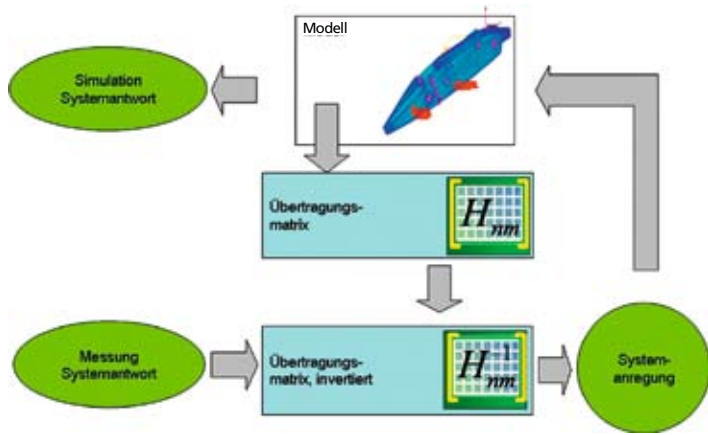 Modell
Simulation
Systemantwort
Übertragungs-
matrix
H nm
Messung
Systemantwort
Übertragungs-
matrix, invertiert
H -1 nm
System-
anregung